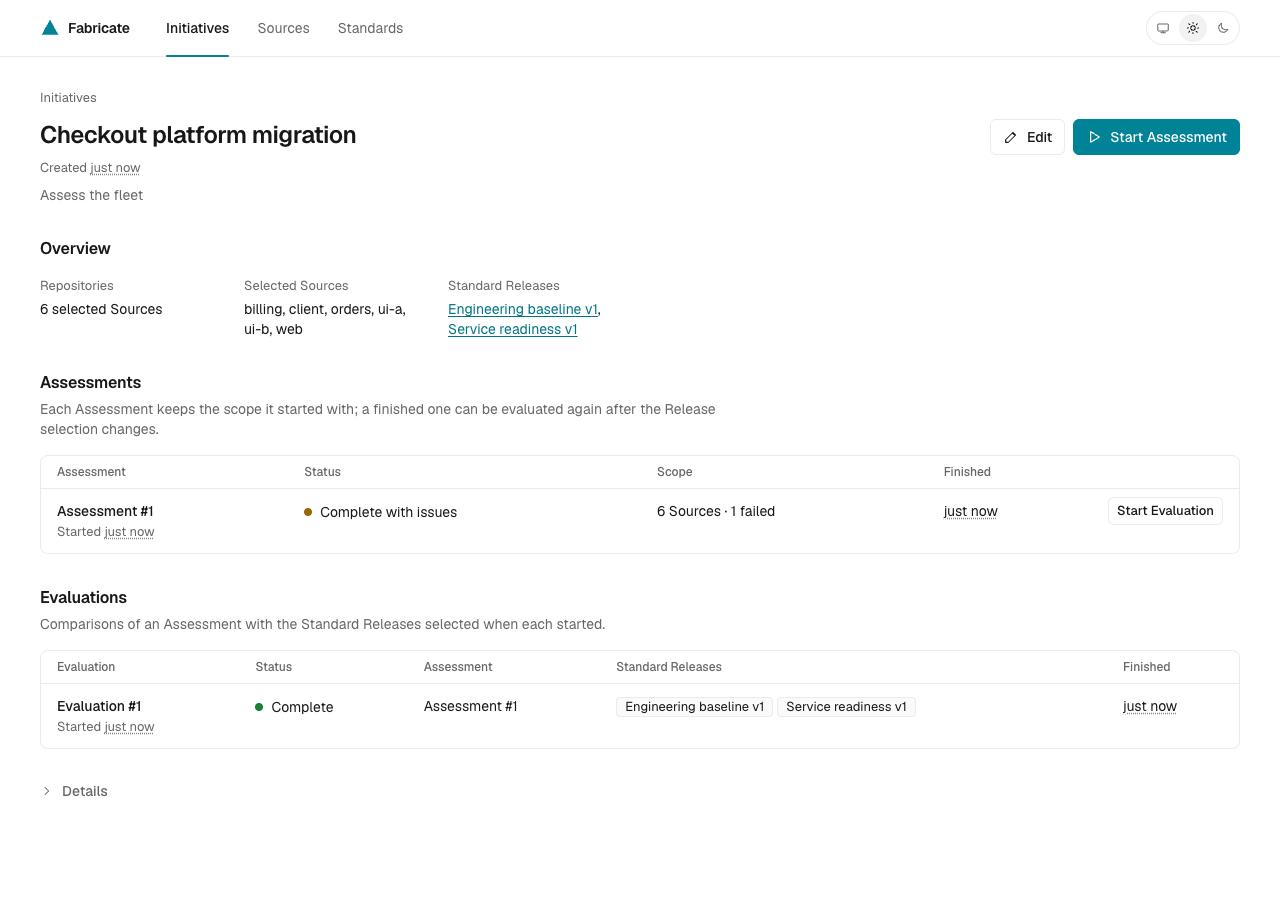 Fabricate
Initiatives
Sources
Standards
Initiatives
Checkout platform migration
Edit
Start Assessment
Created just now
Assess the fleet
Overview
Repositories
6 selected Sources
Selected Sources
billing, client, orders, ui-a,
ui-b, web
Standard Releases
Engineering baseline v1,
Service readiness v1
Assessments
Each Assessment keeps the scope it started with; a finished one can be evaluated again after the Release
selection changes.
Assessment Status Scope Finished
Assessment #1 Complete with issues 6 Sources · 1 failed just now Start Evaluation
Started just now
Evaluations
Comparisons of an Assessment with the Standard Releases selected when each started.
Evaluation Status Assessment Standard Releases Finished
Evaluation #1 Complete Assessment #1 Engineering baseline v1 Service readiness v1 just now
Started just now
Details